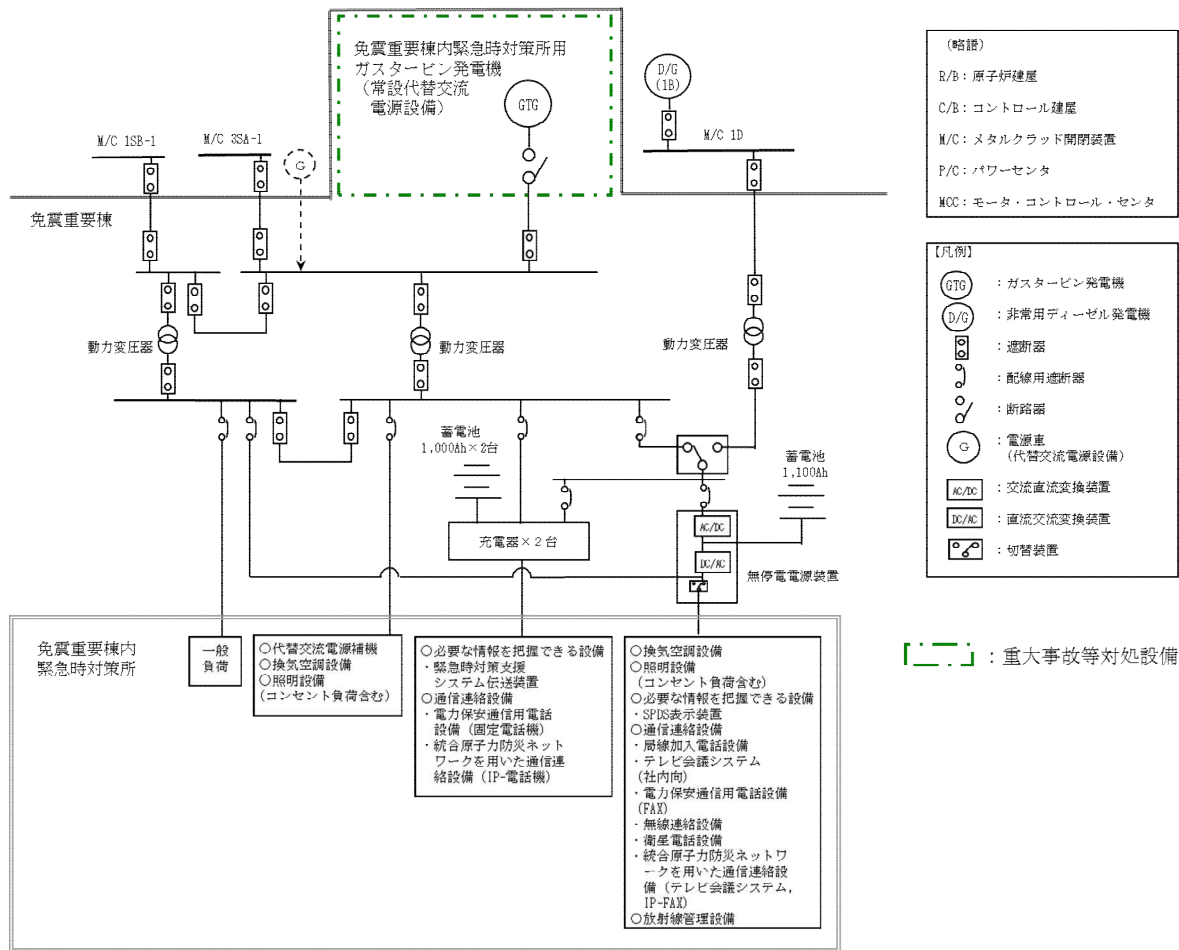 免震重要棟内緊急時対策所用
ガスタービン発電機
(常設代替交流
電源設備)
GTG
D/G
(1B)
M/C 1SB-1
M/C 3SA-1
G
M/C 1D
免震重要棟
動力変圧器
動力変圧器
動力変圧器
蓄電池
1,000Ah×2台
蓄電池
1,100Ah
充電器×2台
AC/DC
DC/AC
無停電電源装置
免震重要棟内
緊急時対策所
一般
負荷
○代替交流電源補機
○換気空調設備
○照明設備
(コンセント負荷含む)
○必要な情報を把握できる設備
・緊急時対策支援
システム伝送装置
○通信連絡設備
・電力保安通信用電話
設備(固定電話機)
・統合原子力防災ネット
ワークを用いた通信連
絡設備(IP-電話機)
○換気空調設備
○照明設備
(コンセント負荷含む)
○必要な情報を把握できる設備
・SPDS表示装置
○通信連絡設備
・局線加入電話設備
・テレビ会議システム
(社内向)
・電力保安通信用電話設備
(FAX)
・無線連絡設備
・衛星電話設備
・統合原子力防災ネットワ
ークを用いた通信連絡設
備(テレビ会議システム,
IP-FAX)
○放射線管理設備
(略語)
R/B:原子炉建屋
C/B:コントロール建屋
M/C:メタルクラッド開閉装置
P/C:パワーセンタ
MCC:モータ・コントロール・センタ
【凡例】
GTG :ガスタービン発電機
D/G :非常用ディーゼル発電機
:遮断器
:配線用遮断器
:断路器
G :電源車
(代替交流電源設備)
AC/DC :交流直流変換装置
DC/AC :直流交流変換装置
:切替装置
:重大事故等対処設備